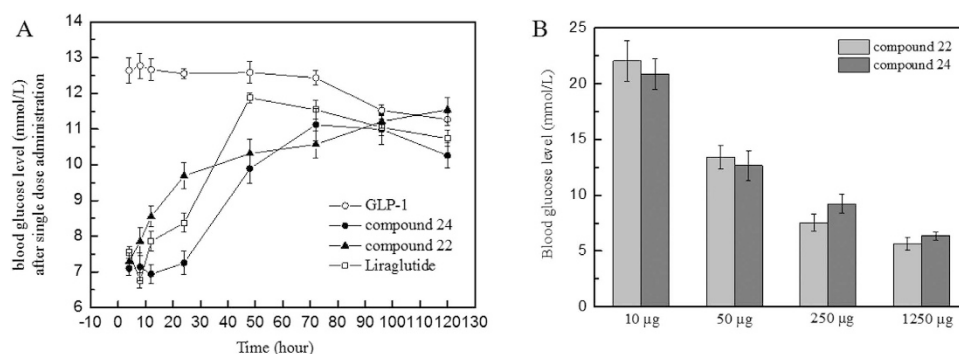 A
blood glucose level (mmol/L)
after single dose administration
14
13
12
11
10
9
8
7
6
-10 0 10 20 30 40 50 60 70 80 90 100 110 120 130
Time (hour)
GLP-1
compound 24
compound 22
Liraglutide
B
Blood glucose level (mmol/L)
25
20
15
10
5
0
10 µg 50 µg 250 µg 1250 µg
compound 22
compound 24